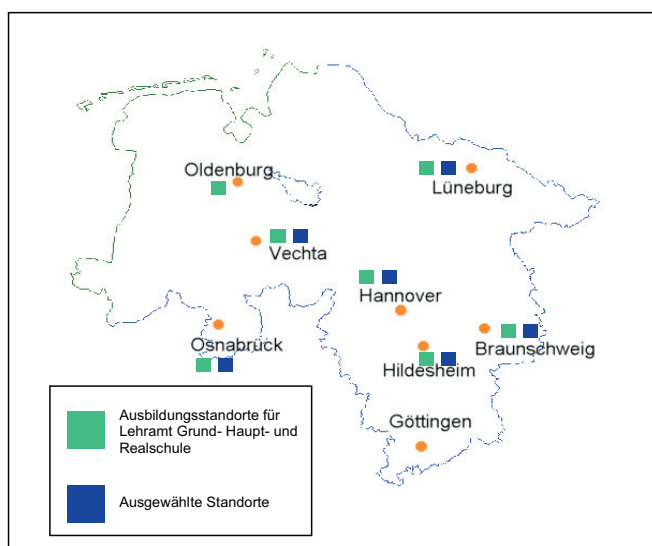 Oldenburg
Lüneburg
Vechta
Hannover
Osnabrück
Braunschweig
Hildesheim
Göttingen
Ausbildungsstandorte für
Lehramt Grund- Haupt- und
Realschule
Ausgewählte Standorte